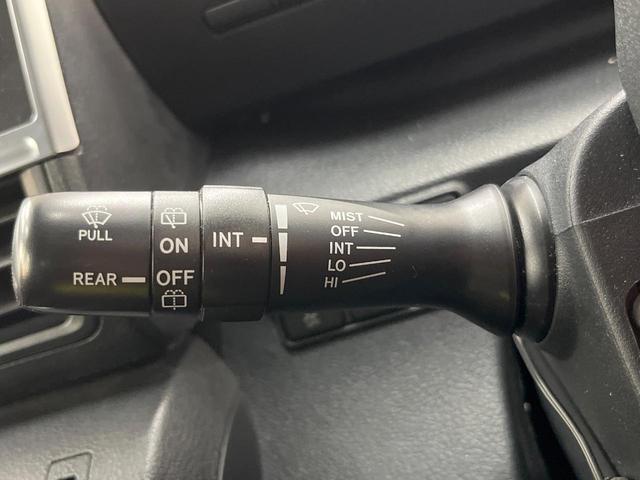 PULL
REAR
ON
OFF
INT
MIST
OFF
INT
LO
HI